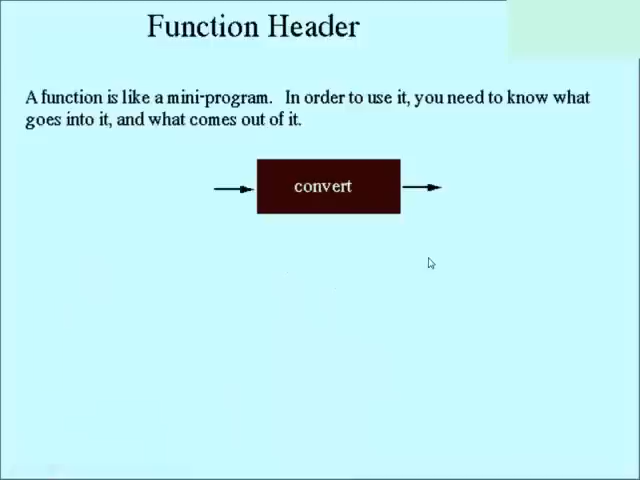 Function Header
A function is like a mini-program. In order to use it, you need to know what
goes into it, and what comes out of it.
convert